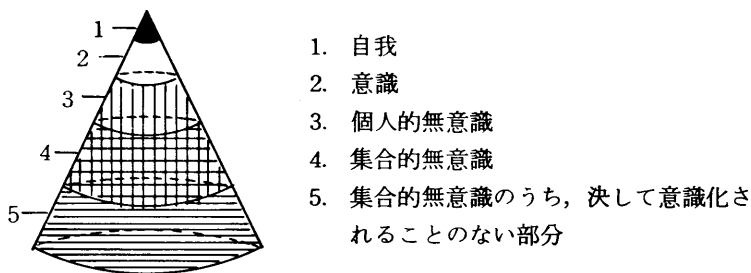 1
2
3
4
5
1. 自我
2. 意識
3. 個人的無意識
4. 集合的無意識
5. 集合的無意識のうち，決して意識化さ
れることのない部分